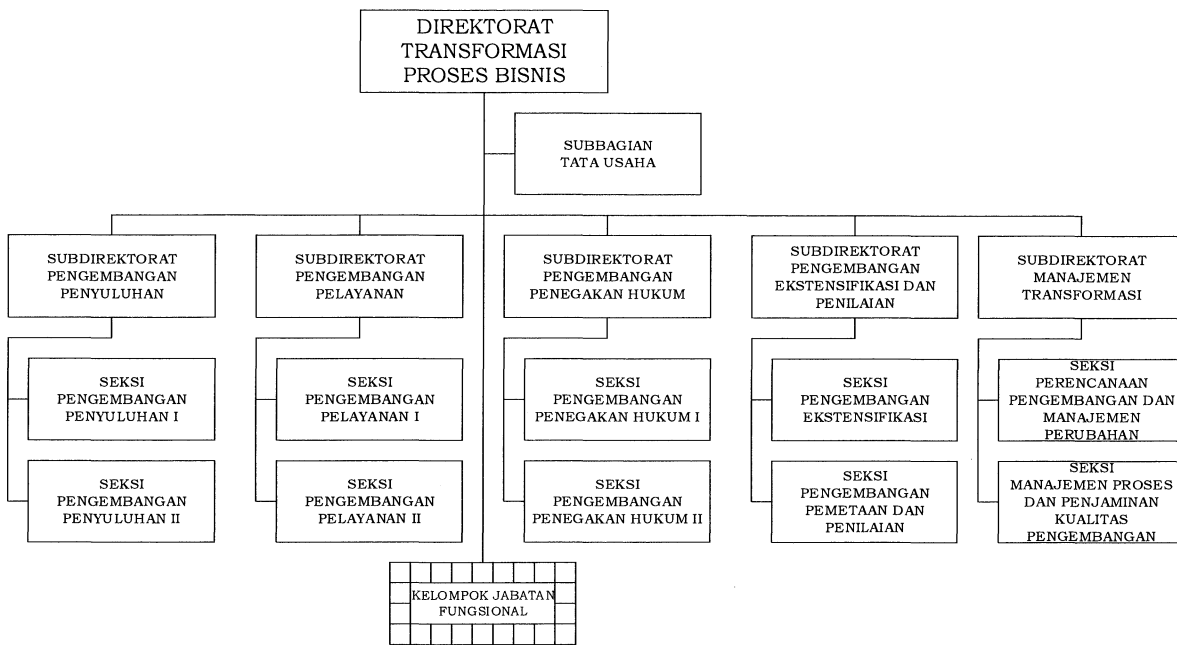 DIREKTORAT
TRANSFORMASI
PROSES BISNIS
SUBBAGIAN
TATA USAHA
SUBDIREKTORAT
PENGEMBANGAN
PENYULUHAN
SUBDIREKTORAT
PENGEMBANGAN
PELAYANAN
SUBDIREKTORAT
PENGEMBANGAN
PENEGAKAN HUKUM
SUBDIREKTORAT
PENGEMBANGAN
EKSTENSIFIKASI DAN
PENILAIAN
SUBDIREKTORAT
MANAJEMEN
TRANSFORMASI
SEKSI
PENGEMBANGAN
PENYULUHAN I
SEKSI
PENGEMBANGAN
PELAYANAN I
SEKSI
PENGEMBANGAN
PENEGAKAN HUKUM I
SEKSI
PENGEMBANGAN
EKSTENSIFIKASI
SEKSI
PERENCANAAN
PENGEMBANGAN DAN
MANAJEMEN
PERUBAHAN
SEKSI
PENGEMBANGAN
PENYULUHAN II
SEKSI
PENGEMBANGAN
PELAYANAN II
SEKSI
PENGEMBANGAN
PENEGAKAN HUKUM II
SEKSI
PENGEMBANGAN
PEMETAAN DAN
PENILAIAN
SEKSI
MANAJEMEN PROSES
DAN PENJAMINAN
KUALITAS
PENGEMBANGAN
KELOMPOK JABATAN
FUNGSIONAL